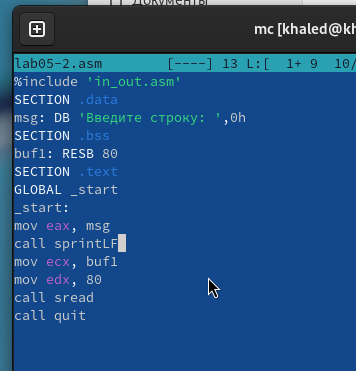 Документы
mc [khaled@kh
lab05-2.asm [----] 13 L:[ 1+ 9 10/
%include 'in_out.asm'
SECTION .data
msg: DB 'Введите строку: ',0h
SECTION .bss
buf1: RESB 80
SECTION .text
GLOBAL _start
_start:
mov eax, msg
call sprintLF
mov ecx, buf1
mov edx, 80
call sread
call quit